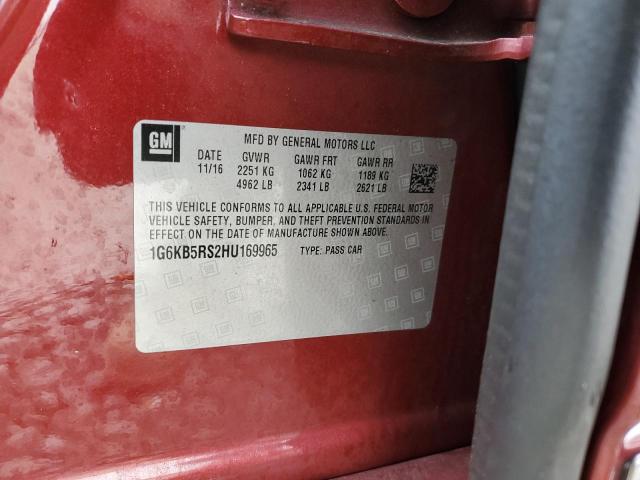 GM
MFD BY GENERAL MOTORS LLC
DATE GVWR GAWR FRT GAWR RR
11/16 2251 KG 1062 KG 1189 KG
4962 LB 2341 LB 2621 LB
THIS VEHICLE CONFORMS TO ALL APPLICABLE U.S. FEDERAL MOTOR
VEHICLE SAFETY, BUMPER, AND THEFT PREVENTION STANDARDS IN
EFFECT ON THE DATE OF MANUFACTURE SHOWN ABOVE.
1G6KB5RS2HU169965 TYPE: PASS CAR